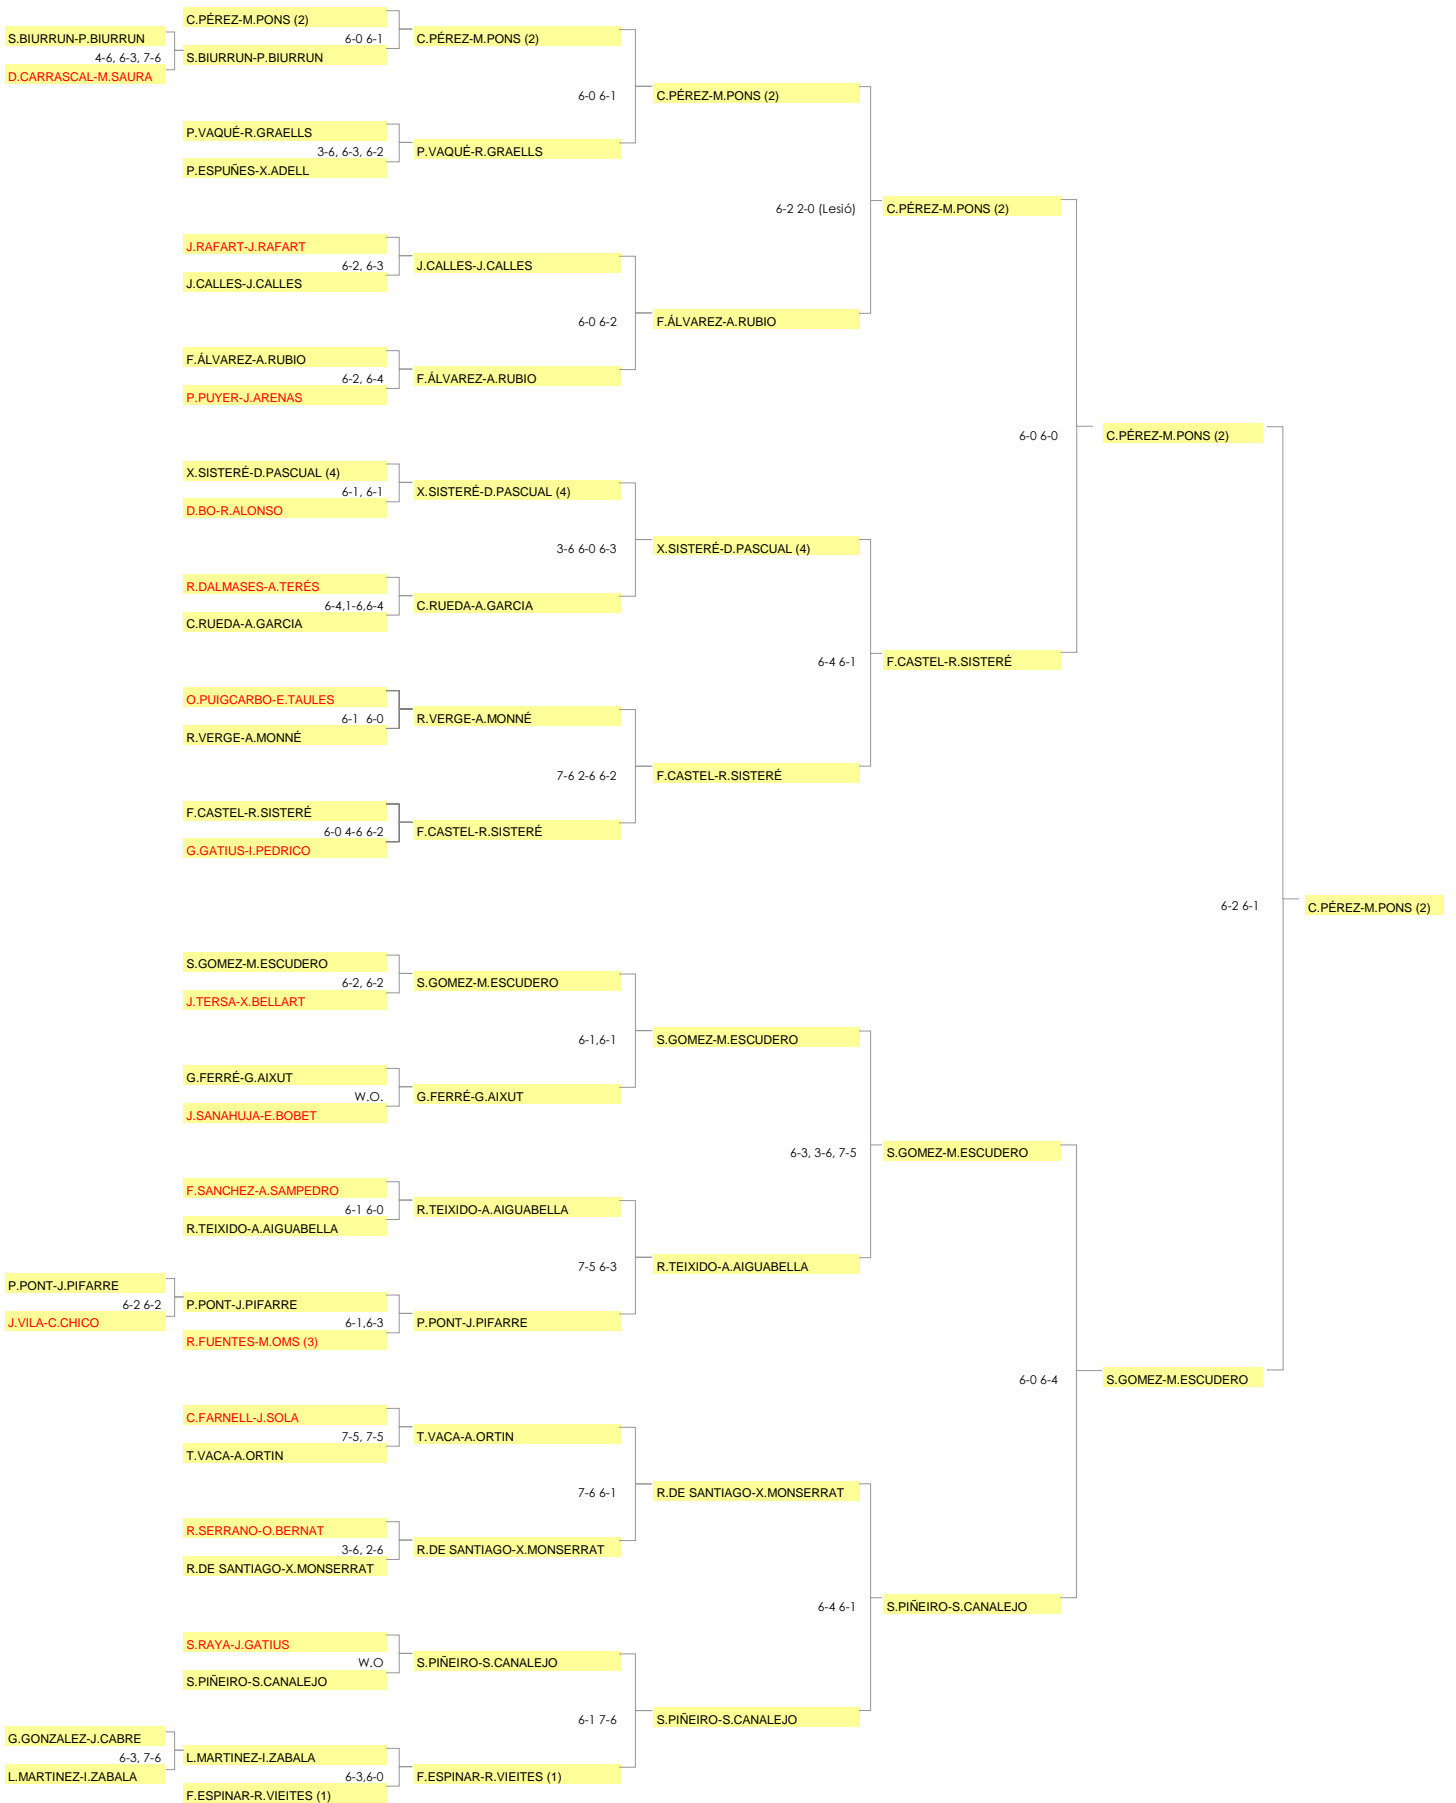 C.PÉREZ-M.PONS (2)
S.BIURRUN-P.BIURRUN
6-0 6-1
C.PÉREZ-M.PONS (2)
4-6, 6-3, 7-6
S.BIURRUN-P.BIURRUN
D.CARRASCAL-M.SAURA
6-0 6-1
C.PÉREZ-M.PONS (2)
P.VAQUÉ-R.GRAELLS
3-6, 6-3, 6-2
P.VAQUÉ-R.GRAELLS
P.ESPUÑES-X.ADELL
6-2 2-0 (Lesió)
C.PÉREZ-M.PONS (2)
J.RAFART-J.RAFART
6-2, 6-3
J.CALLES-J.CALLES
J.CALLES-J.CALLES
6-0 6-2
F.ÁLVAREZ-A.RUBIO
F.ÁLVAREZ-A.RUBIO
6-2, 6-4
F.ÁLVAREZ-A.RUBIO
P.PUYER-J.ARENAS
6-0 6-0
C.PÉREZ-M.PONS (2)
X.SISTERÉ-D.PASCUAL (4)
6-1, 6-1
X.SISTERÉ-D.PASCUAL (4)
D.BO-R.ALONSO
3-6 6-0 6-3
X.SISTERÉ-D.PASCUAL (4)
R.DALMASES-A.TERÉS
6-4,1-6,6-4
C.RUEDA-A.GARCIA
C.RUEDA-A.GARCIA
6-4 6-1
F.CASTEL-R.SISTERÉ
O.PUIGCARBO-E.TAULES
6-1 6-0
R.VERGE-A.MONNÉ
R.VERGE-A.MONNÉ
7-6 2-6 6-2
F.CASTEL-R.SISTERÉ
F.CASTEL-R.SISTERÉ
6-0 4-6 6-2
F.CASTEL-R.SISTERÉ
G.GATIUS-I.PEDRICO
6-2 6-1
C.PÉREZ-M.PONS (2)
S.GOMEZ-M.ESCUDERO
6-2, 6-2
S.GOMEZ-M.ESCUDERO
J.TERSA-X.BELLART
6-1,6-1
S.GOMEZ-M.ESCUDERO
G.FERRÉ-G.AIXUT
W.O.
G.FERRÉ-G.AIXUT
J.SANAHUJA-E.BOBET
6-3, 3-6, 7-5
S.GOMEZ-M.ESCUDERO
F.SANCHEZ-A.SAMPEDRO
6-1 6-0
R.TEIXIDO-A.AIGUABELLA
R.TEIXIDO-A.AIGUABELLA
7-5 6-3
R.TEIXIDO-A.AIGUABELLA
P.PONT-J.PIFARRE
6-2 6-2
P.PONT-J.PIFARRE
J.VILA-C.CHICO
6-1,6-3
P.PONT-J.PIFARRE
R.FUENTES-M.OMS (3)
6-0 6-4
S.GOMEZ-M.ESCUDERO
C.FARNELL-J.SOLA
7-5, 7-5
T.VACA-A.ORTIN
T.VACA-A.ORTIN
7-6 6-1
R.DE SANTIAGO-X.MONSERRAT
R.SERRANO-O.BERNAT
3-6, 2-6
R.DE SANTIAGO-X.MONSERRAT
R.DE SANTIAGO-X.MONSERRAT
6-4 6-1
S.PIÑEIRO-S.CANALEJO
S.RAYA-J.GATIUS
W.O
S.PIÑEIRO-S.CANALEJO
S.PIÑEIRO-S.CANALEJO
6-1 7-6
S.PIÑEIRO-S.CANALEJO
G.GONZALEZ-J.CABRE
6-3, 7-6
L.MARTINEZ-I.ZABALA
L.MARTINEZ-I.ZABALA
6-3,6-0
F.ESPINAR-R.VIEITES (1)
F.ESPINAR-R.VIEITES (1)